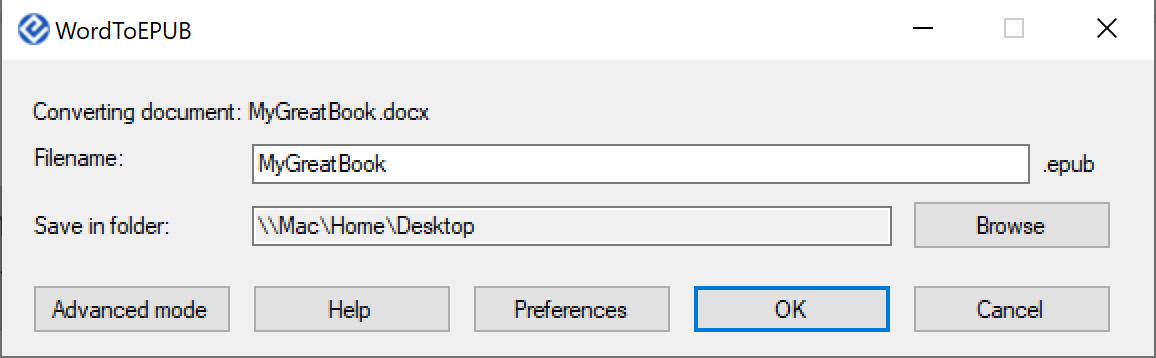 WordToEPUB
Converting document: MyGreatBook.docx
Filename: MyGreatBook .epub
Save in folder: \\Mac\Home\Desktop Browse
Advanced mode Help Preferences OK Cancel